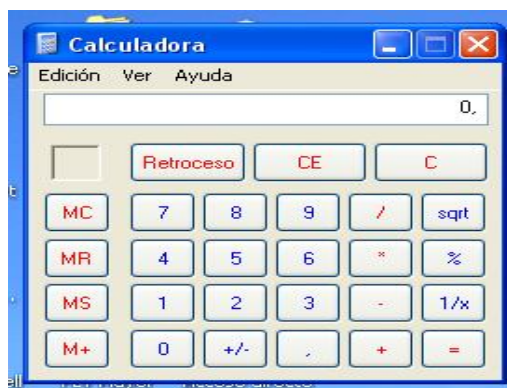 Calculadora
Edición Ver Ayuda
0,
Retroceso CE C
MC 7 8 9 / sqrt
MR 4 5 6 * %
MS 1 2 3 - 1/x
M+ 0 +/- , + =